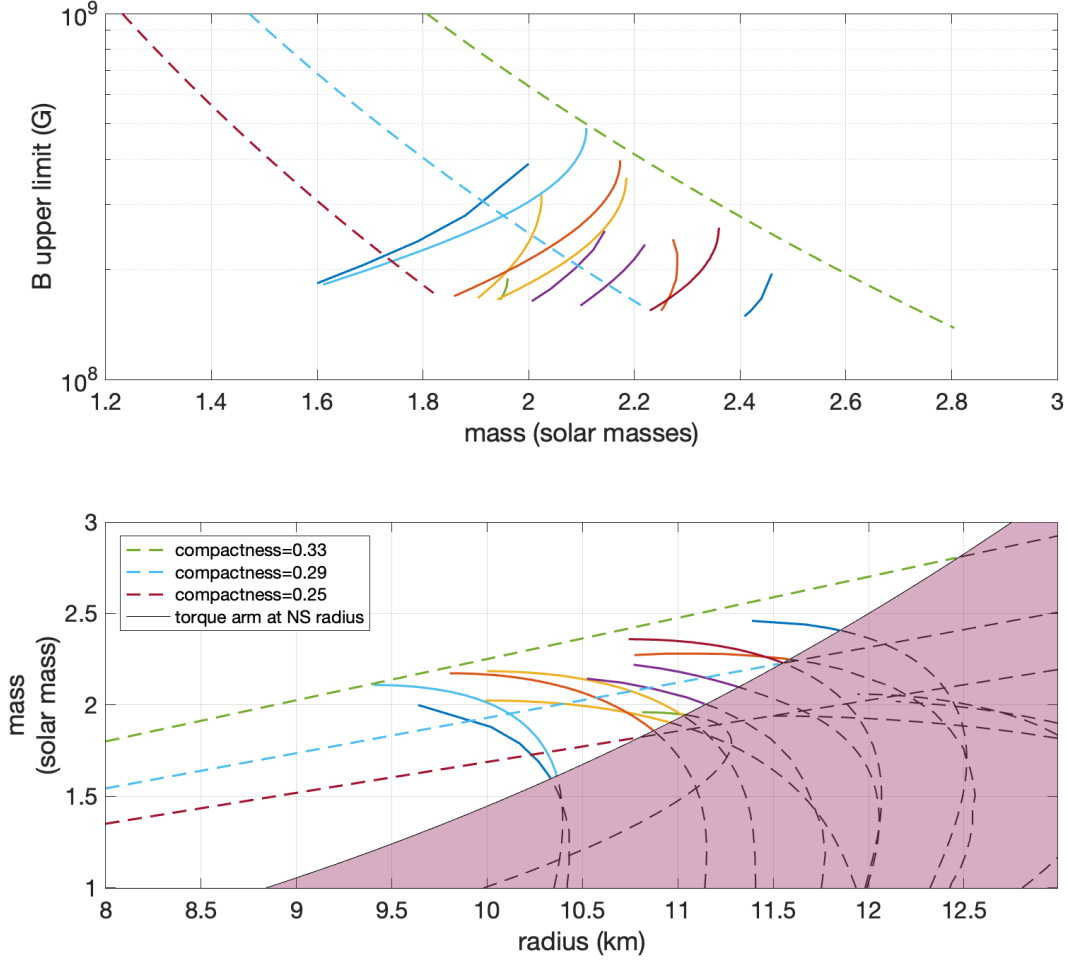 10^9
10^8
B upper limit (G)
1.2 1.4 1.6 1.8 2 2.2 2.4 2.6 2.8 3
mass (solar masses)
3
2.5
2
1.5
1
mass
(solar mass)
compactness=0.33
compactness=0.29
compactness=0.25
torque arm at NS radius
8 8.5 9 9.5 10 10.5 11 11.5 12 12.5
radius (km)